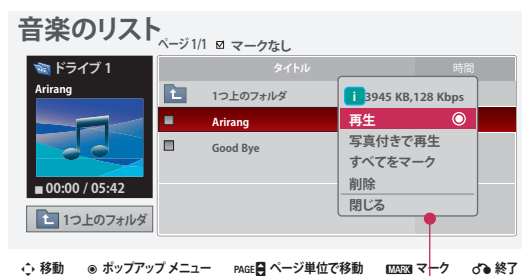 音楽のリスト
ページ 1/1 ☑ マークなし
ドライブ 1
Arirang
00:00 / 05:42
1つ上のフォルダ
タイトル 時間
1つ上のフォルダ
Arirang
Good Bye
i 3945 KB,128 Kbps
再生
写真付きで再生
すべてをマーク
削除
閉じる
移動 ポップアップ メニュー PAGE ページ単位で移動 MARK マーク 終了